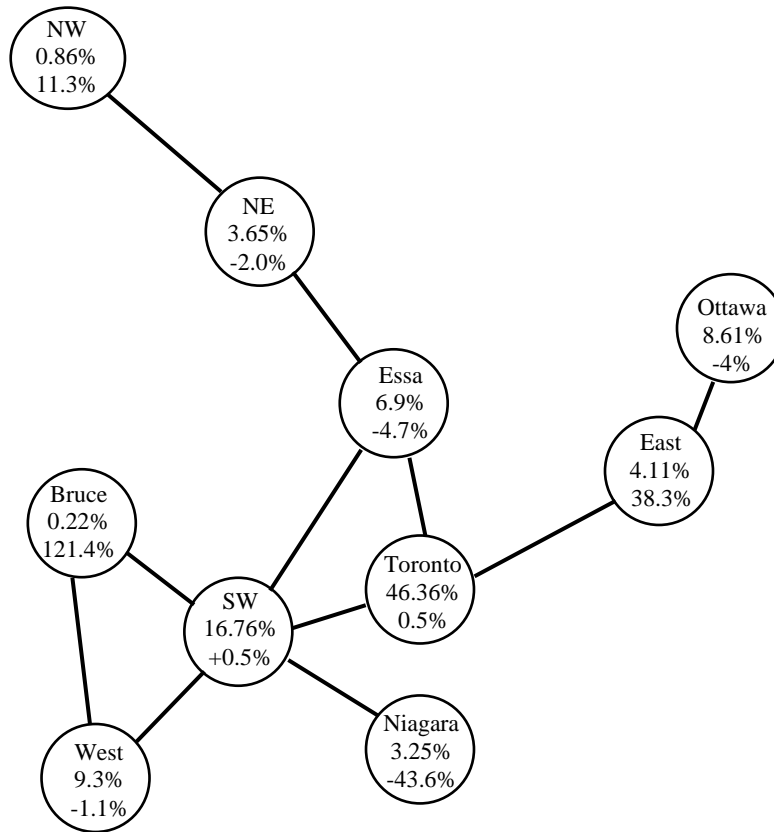 NW
0.86%
11.3%
NE
3.65%
-2.0%
Ottawa
8.61%
-4%
Essa
6.9%
-4.7%
East
4.11%
38.3%
Bruce
0.22%
121.4%
Toronto
46.36%
0.5%
SW
16.76%
+0.5%
Niagara
3.25%
-43.6%
West
9.3%
-1.1%